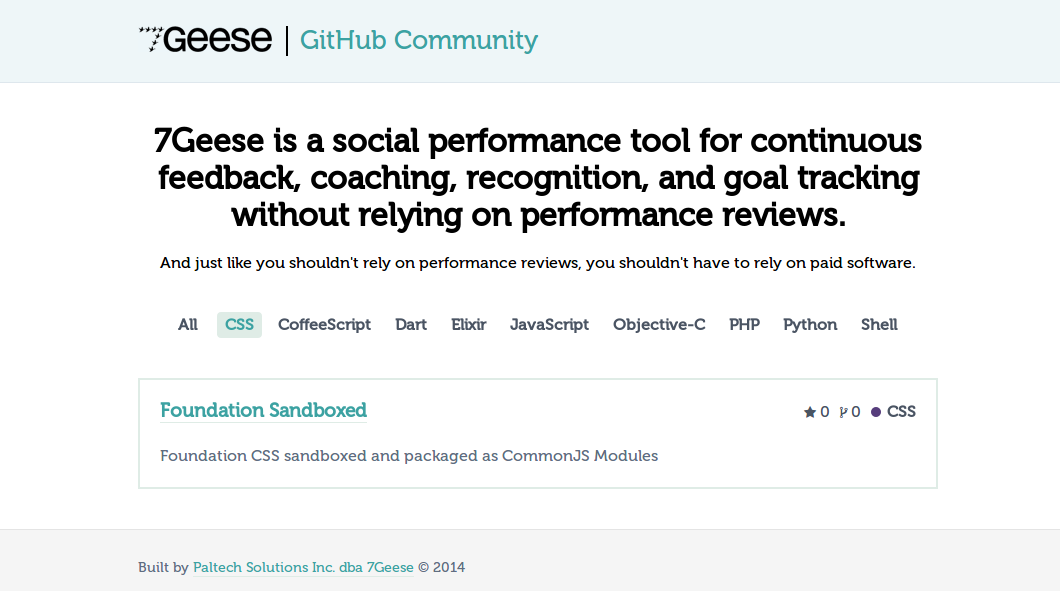 7Geese | GitHub Community
7Geese is a social performance tool for continuous
feedback, coaching, recognition, and goal tracking
without relying on performance reviews.
And just like you shouldn't rely on performance reviews, you shouldn't have to rely on paid software.
All CSS CoffeeScript Dart Elixir JavaScript Objective-C PHP Python Shell
Foundation Sandboxed 0 0 CSS
Foundation CSS sandboxed and packaged as CommonJS Modules
Built by Paltech Solutions Inc. dba 7Geese © 2014